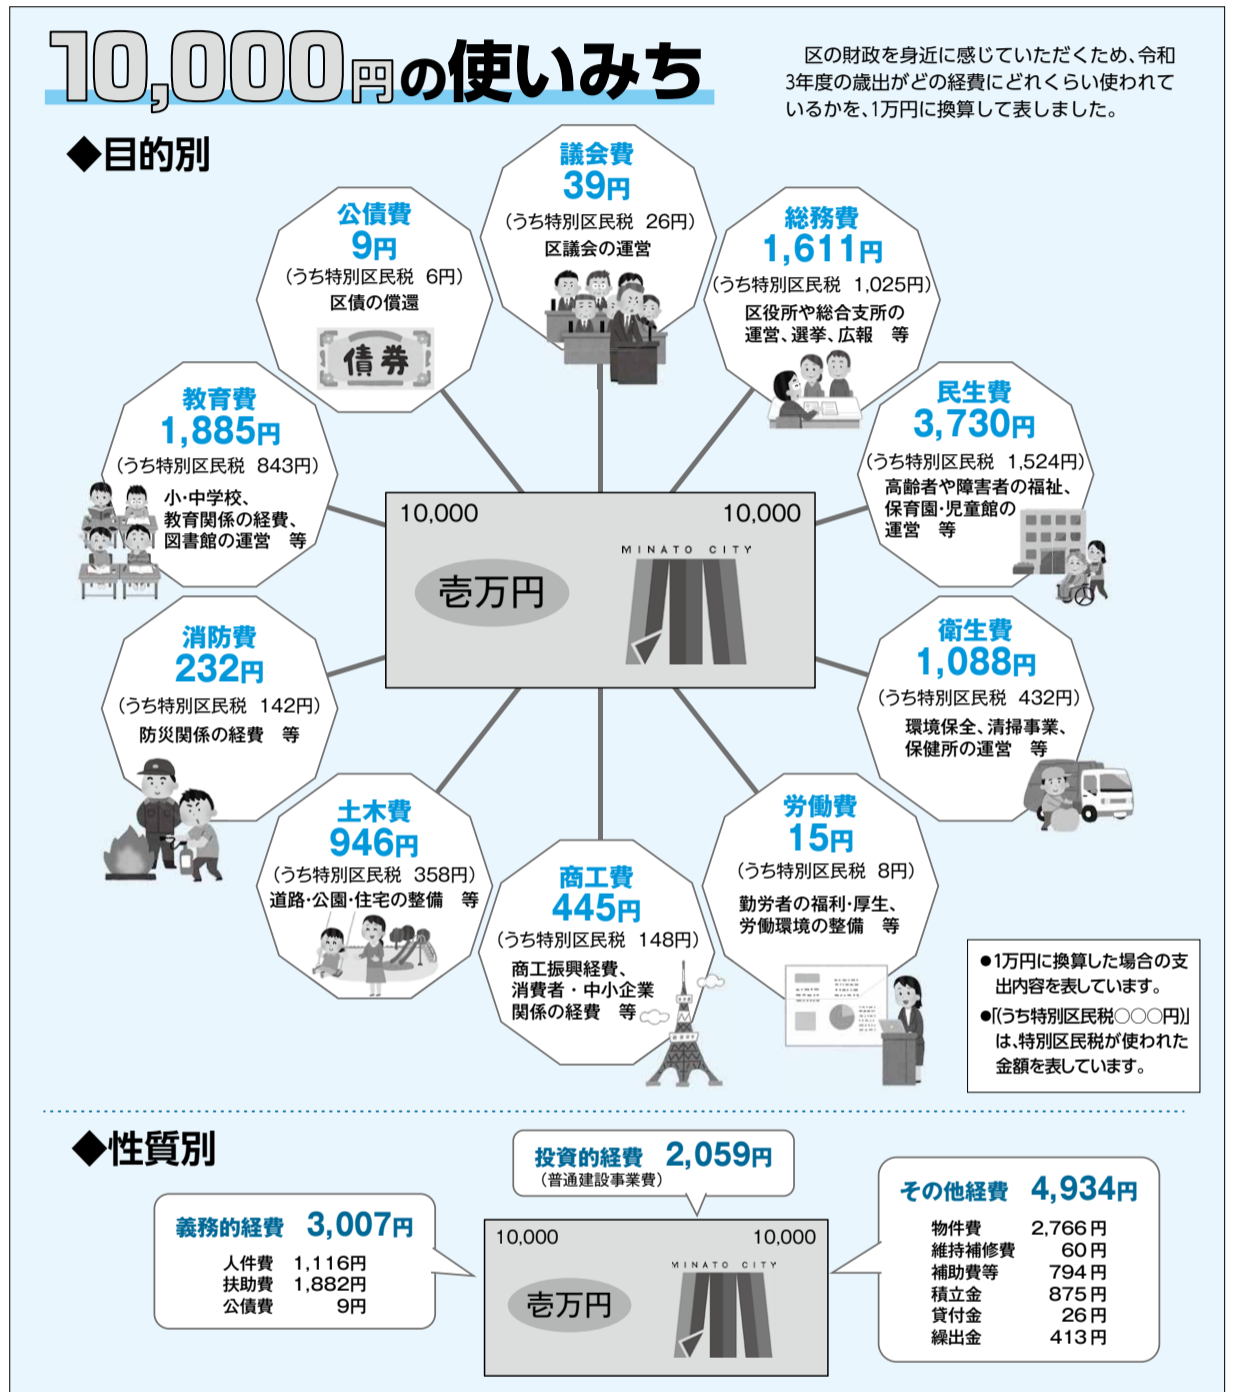 10,000円の使いみち
区の財政を身近に感じていただくため、令和
3年度の歳出がどの経費にどれくらい使われて
いるかを、1万円に換算して表しました。
◆目的別
議会費
39円
(うち特別区民税 26円)
区議会の運営
公債費
9円
(うち特別区民税 6円)
区債の償還
債券
総務費
1,611円
(うち特別区民税 1,025円)
区役所や総合支所の
運営、選挙、広報 等
教育費
1,885円
(うち特別区民税 843円)
小・中学校、
教育関係の経費、
図書館の運営 等
民生費
3,730円
(うち特別区民税 1,524円)
高齢者や障害者の福祉、
保育園・児童館の
運営 等
10,000 10,000
MINATO CITY
壱万円
消防費
232円
(うち特別区民税 142円)
防災関係の経費 等
衛生費
1,088円
(うち特別区民税 432円)
環境保全、清掃事業、
保健所の運営 等
土木費
946円
(うち特別区民税 358円)
道路・公園・住宅の整備 等
商工費
445円
(うち特別区民税 148円)
商工振興経費、
消費者・中小企業
関係の経費 等
労働費
15円
(うち特別区民税 8円)
勤労者の福利・厚生、
労働環境の整備 等
●1万円に換算した場合の支
出内容を表しています。
●「(うち特別区民税○○○円)」
は、特別区民税が使われた
金額を表しています。
◆性質別
投資的経費 2,059円
(普通建設事業費)
義務的経費 3,007円
人件費 1,116円
扶助費 1,882円
公債費 9円
10,000 10,000
MINATO CITY
壱万円
その他経費 4,934円
物件費 2,766円
維持補修費 60円
補助費等 794円
積立金 875円
貸付金 26円
繰出金 413円